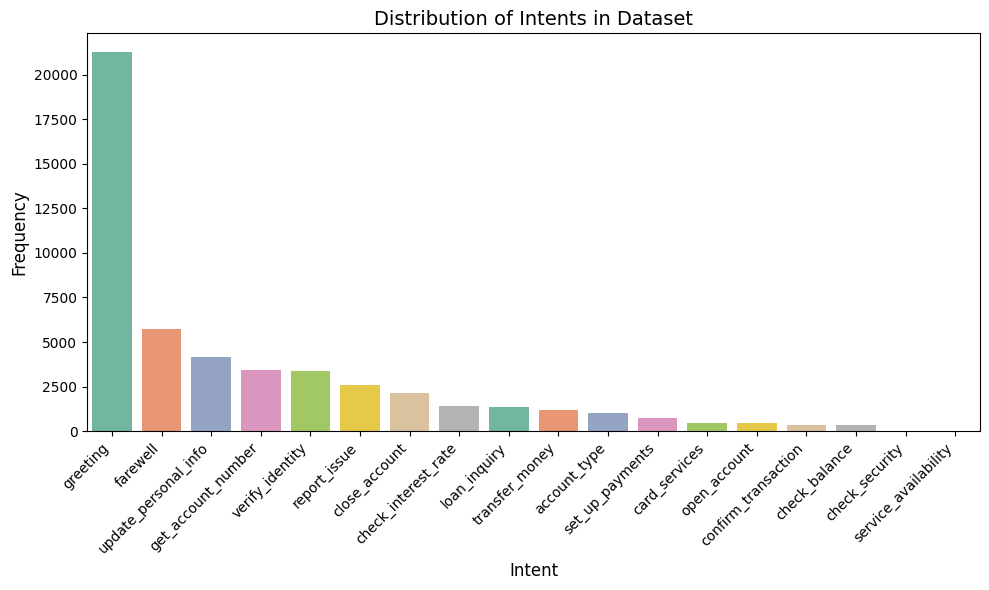 Distribution of Intents in Dataset
Frequency
20000
17500
15000
12500
10000
7500
5000
2500
0
greeting
farewell
update_personal_info
get_account_number
verify_identity
report_issue
close_account
check_interest_rate
loan_inquiry
transfer_money
account_type
set_up_payments
card_services
open_account
confirm_transaction
check_balance
check_security
service_availability
Intent